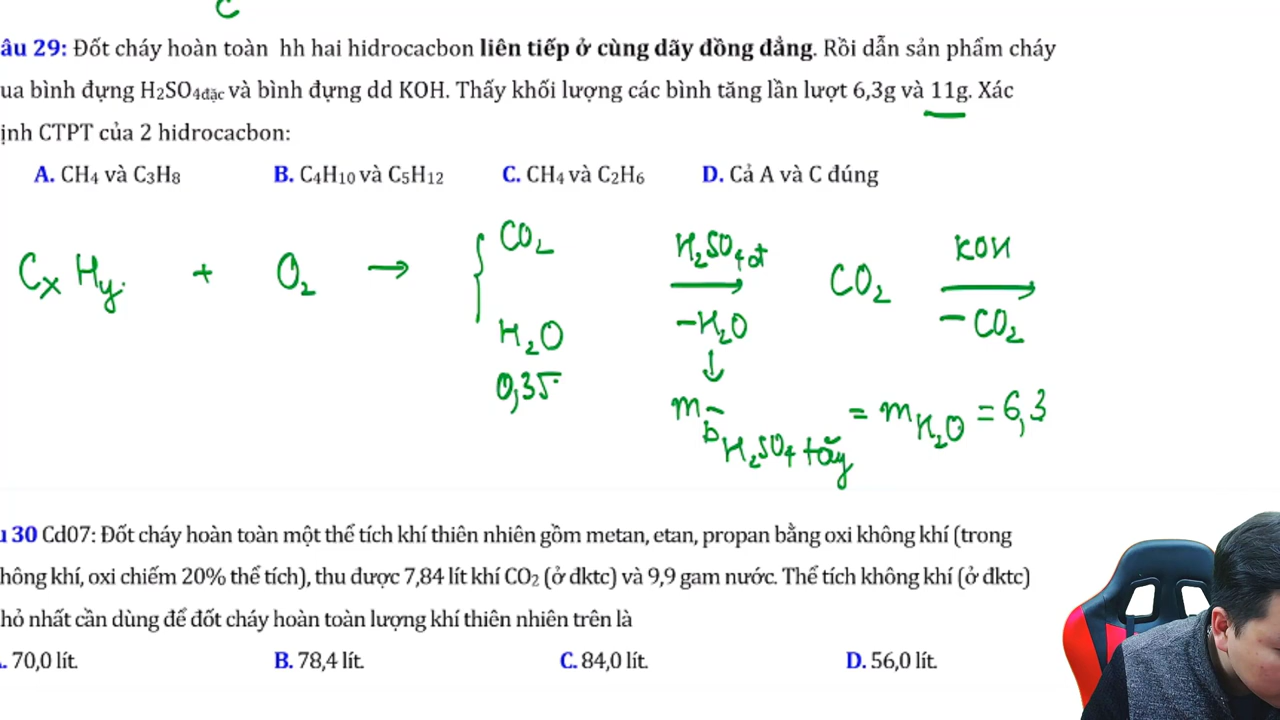 C
âu 29: Đốt cháy hoàn toàn hh hai hidrocacbon liên tiếp ở cùng dãy đồng đẳng. Rồi dẫn sản phẩm cháy
ua bình đựng H₂SO₄đặc và bình đựng dd KOH. Thấy khối lượng các bình tăng lần lượt 6,3g và 11g. Xác
ịnh CTPT của 2 hidrocacbon:
A. CH₄ và C₃H₈ B. C₄H₁₀ và C₅H₁₂ C. CH₄ và C₂H₆ D. Cả A và C đúng
CₓHᵧ + O₂ → { CO₂ H₂O 0,35
H₂SO₄ đ → −H₂O
CO₂ KOH → −CO₂
↓
m b̄ H₂SO₄ tăng = m H₂O = 6,3
u 30 Cd07: Đốt cháy hoàn toàn một thể tích khí thiên nhiên gồm metan, etan, propan bằng oxi không khí (trong
hông khí, oxi chiếm 20% thể tích), thu được 7,84 lít khí CO₂ (ở đktc) và 9,9 gam nước. Thể tích không khí (ở đktc)
hỏ nhất cần dùng để đốt cháy hoàn toàn lượng khí thiên nhiên trên là
. 70,0 lít. B. 78,4 lít. C. 84,0 lít. D. 56,0 lít.